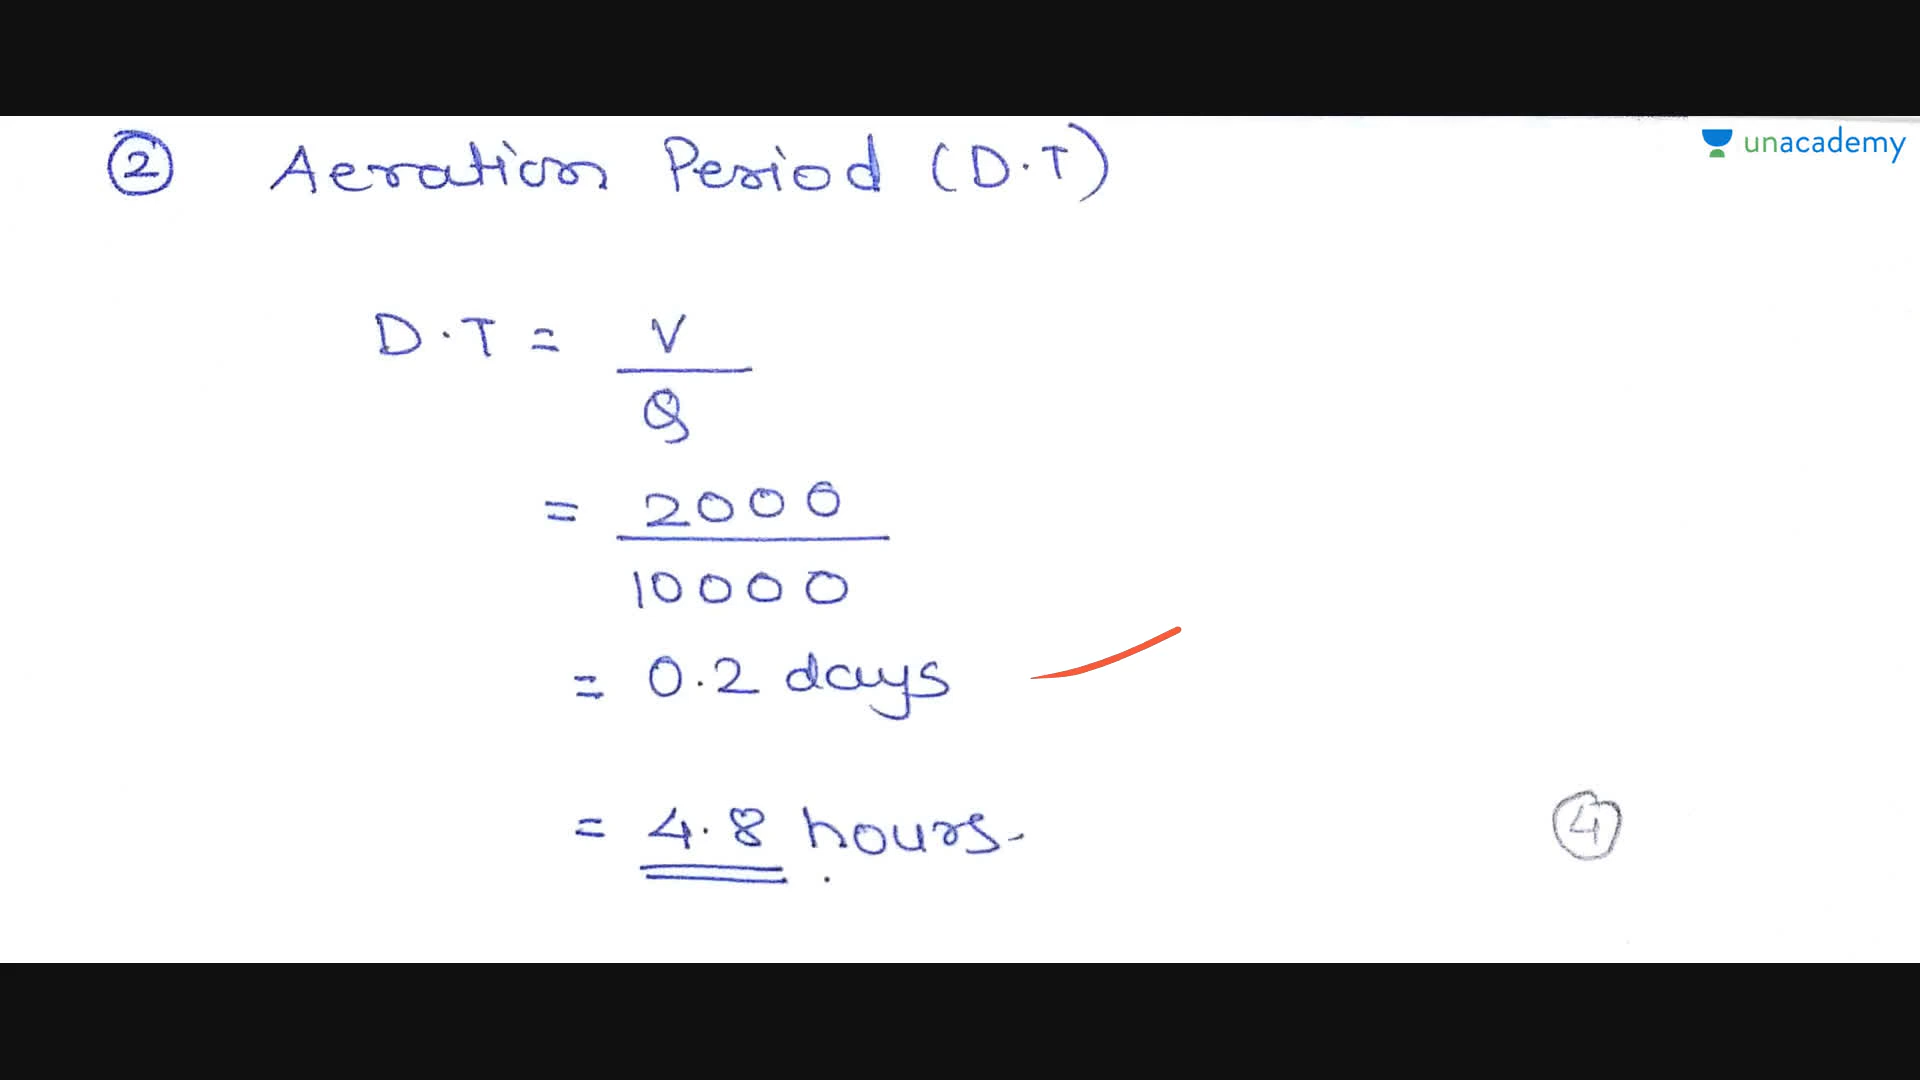 ② Aeration Period (D.T)
unacademy
D.T = V
Q
= 2000
10000
= 0.2 days
= 4.8 hours.
④